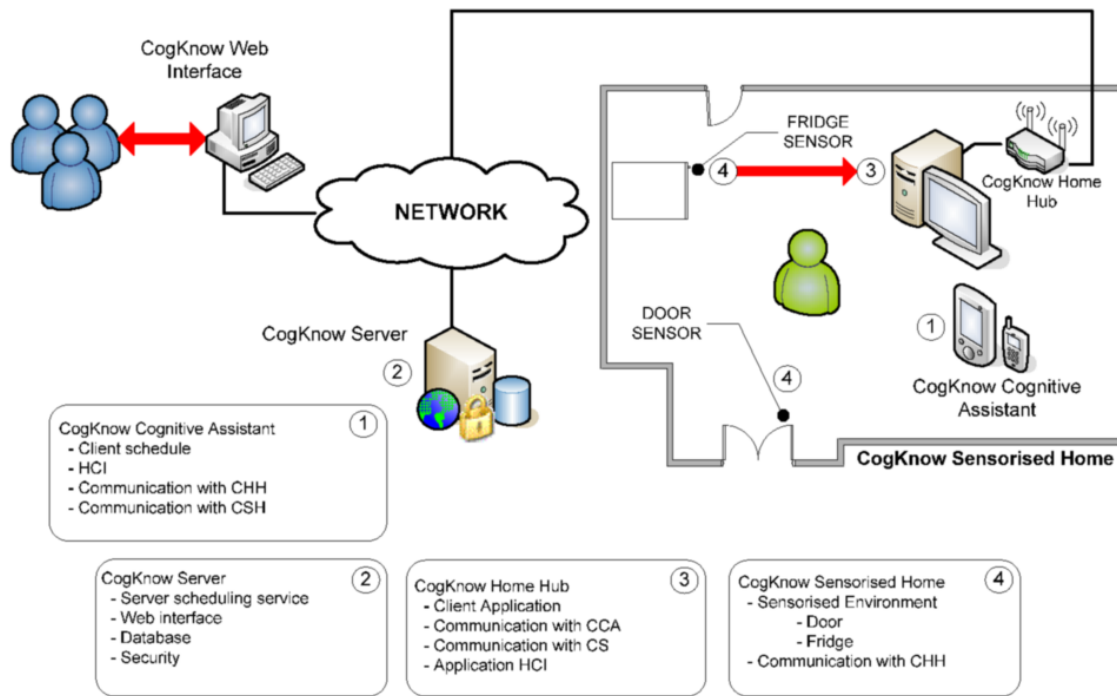 CogKnow Web
Interface
FRIDGE
SENSOR
4
3
CogKnow Home
Hub
NETWORK
DOOR
SENSOR
1
CogKnow Server
2
4
CogKnow Cognitive
Assistant
CogKnow Sensorised Home
CogKnow Cognitive Assistant
1
- Client schedule
- HCI
- Communication with CHH
- Communication with CSH
CogKnow Server
2
- Server scheduling service
- Web interface
- Database
- Security
CogKnow Home Hub
3
- Client Application
- Communication with CCA
- Communication with CS
- Application HCI
CogKnow Sensorised Home
4
- Sensorised Environment
- Door
- Fridge
- Communication with CHH